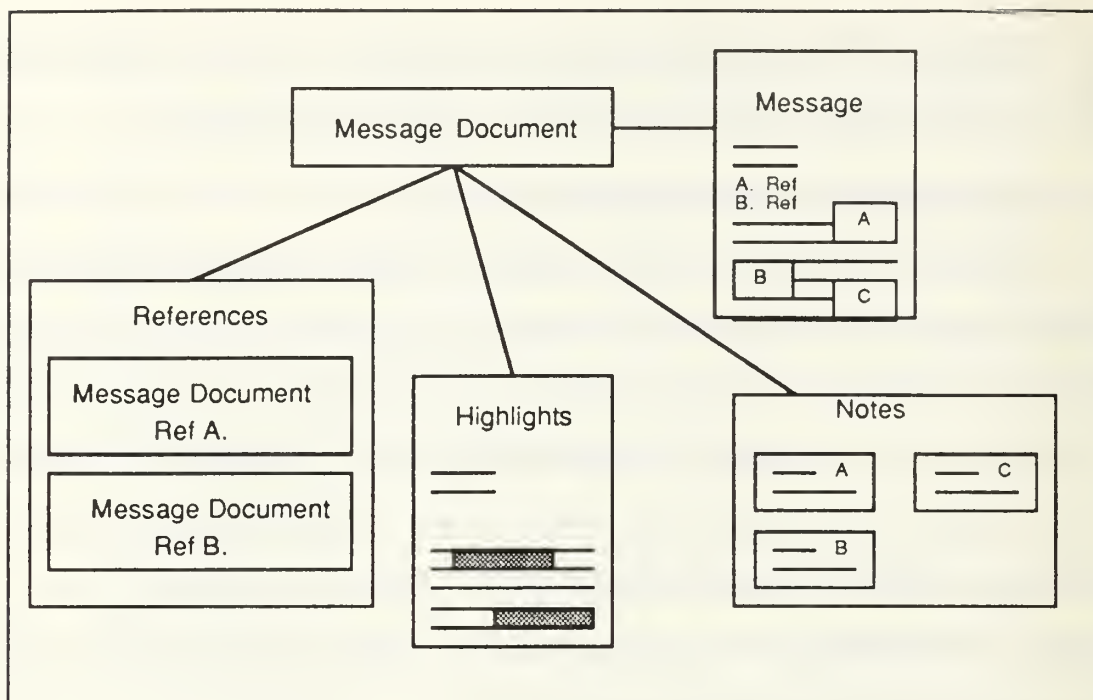 Message Document
Message
A. Ref
B. Ref
A
B
C
References
Message Document
Ref A.
Message Document
Ref B.
Highlights
Notes
A
C
B